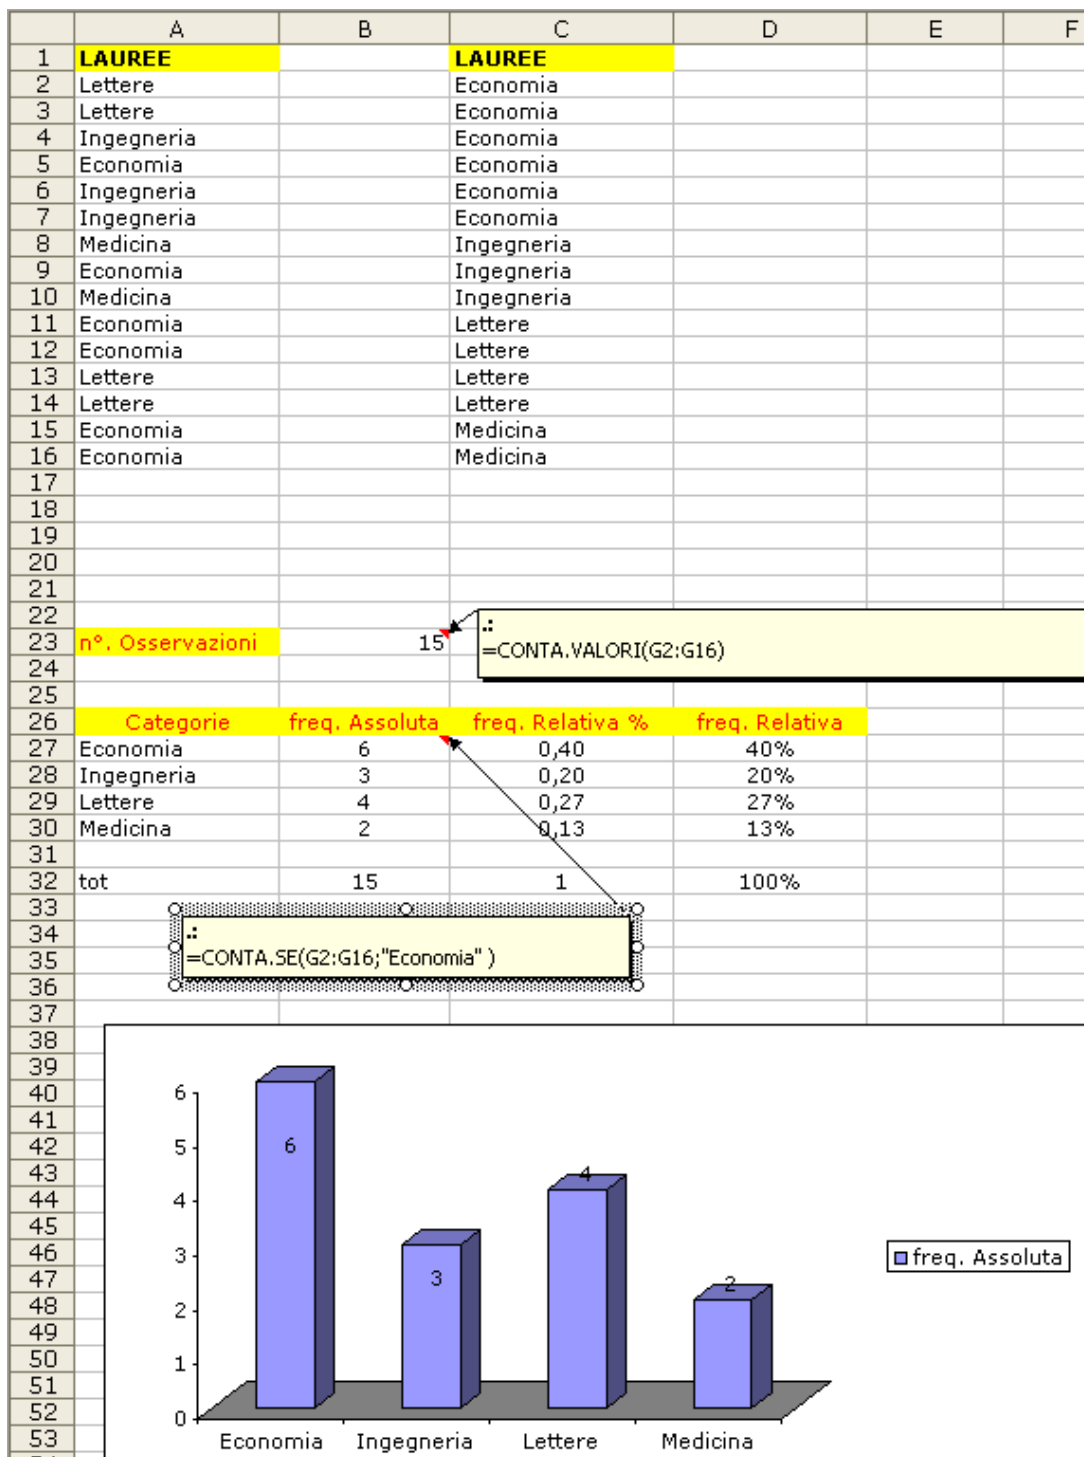 A B C D E F
1 LAUREE LAUREE
2 Lettere Economia
3 Lettere Economia
4 Ingegneria Economia
5 Economia Economia
6 Ingegneria Economia
7 Ingegneria Economia
8 Medicina Ingegneria
9 Economia Ingegneria
10 Medicina Ingegneria
11 Economia Lettere
12 Economia Lettere
13 Lettere Lettere
14 Lettere Lettere
15 Economia Medicina
16 Economia Medicina
17
18
19
20
21
22 .:
23 n°. Osservazioni 15 =CONTA.VALORI(G2:G16)
24
25
26 Categorie freq. Assoluta freq. Relativa % freq. Relativa
27 Economia 6 0,40 40%
28 Ingegneria 3 0,20 20%
29 Lettere 4 0,27 27%
30 Medicina 2 0,13 13%
31
32 tot 15 1 100%
33
34 .:
35 =CONTA.SE(G2:G16;"Economia" )
36
37
38
39
40 6
41
42 5 6
43 4
44 4
45
46 3 freq. Assoluta
47 3 2
48 2
49
50 1
51
52 0
53 Economia Ingegneria Lettere Medicina